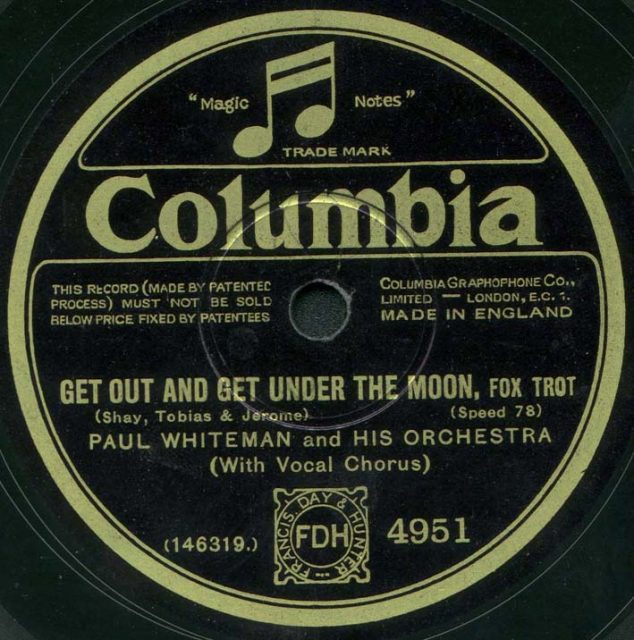 "Magic Notes"
TRADE MARK
Columbia
THIS RECORD (MADE BY PATENTED
PROCESS) MUST NOT BE SOLD
BELOW PRICE FIXED BY PATENTEES
COLUMBIA GRAPHOPHONE CO.,
LIMITED — LONDON, E.C. 1.
MADE IN ENGLAND
GET OUT AND GET UNDER THE MOON, FOX TROT
(Shay, Tobias & Jerome) (Speed 78)
PAUL WHITEMAN and HIS ORCHESTRA
(With Vocal Chorus)
(146319.)
FRANCIS, DAY & HUNTER
FDH
4951